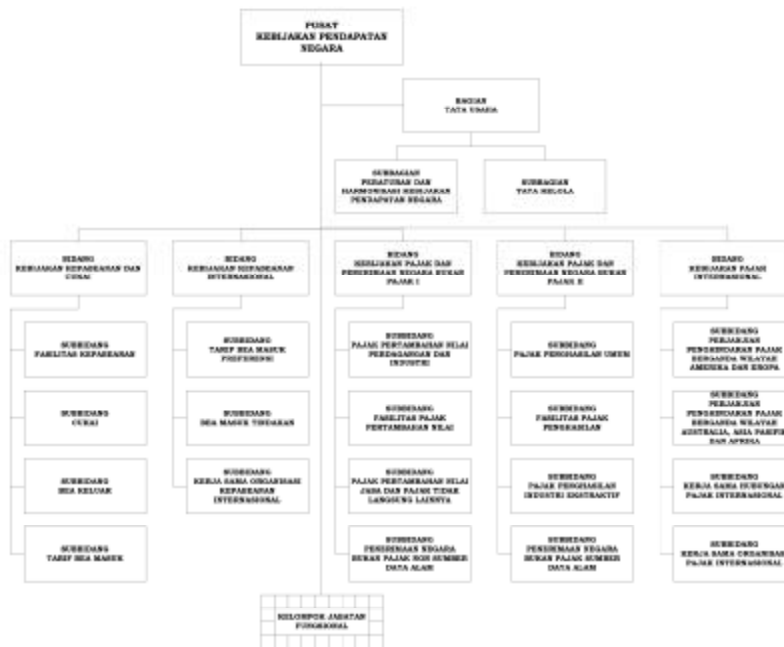 PUSAT
KEBIJAKAN PENDAPATAN
NEGARA
BAGIAN
TATA USAHA
SUBBAGIAN
PERATURAN DAN
HARMONISASI KEBIJAKAN
PENDAPATAN NEGARA
SUBBAGIAN
TATA KELOLA
BIDANG
KEBIJAKAN KEPABEANAN DAN
CUKAI
BIDANG
KEBIJAKAN KEPABEANAN
INTERNASIONAL
BIDANG
KEBIJAKAN PAJAK DAN
PENERIMAAN NEGARA BUKAN
PAJAK I
BIDANG
KEBIJAKAN PAJAK DAN
PENERIMAAN NEGARA BUKAN
PAJAK II
BIDANG
KEBIJAKAN PAJAK
INTERNASIONAL
SUBBIDANG
FASILITAS KEPABEANAN
SUBBIDANG
TARIF BEA MASUK
PREFERENSI
SUBBIDANG
PAJAK PERTAMBAHAN NILAI
PERDAGANGAN DAN
INDUSTRI
SUBBIDANG
PAJAK PENGHASILAN UMUM
SUBBIDANG
PERJANJIAN
PENGHINDARAN PAJAK
BERGANDA WILAYAH
AMERIKA DAN EROPA
SUBBIDANG
CUKAI
SUBBIDANG
BEA MASUK TINDAKAN
SUBBIDANG
FASILITAS PAJAK
PERTAMBAHAN NILAI
SUBBIDANG
FASILITAS PAJAK
PENGHASILAN
SUBBIDANG
PERJANJIAN
PENGHINDARAN PAJAK
BERGANDA WILAYAH
AUSTRALIA, ASIA PASIFIK
DAN AFRIKA
SUBBIDANG
BEA KELUAR
SUBBIDANG
KERJA SAMA ORGANISASI
KEPABEANAN
INTERNASIONAL
SUBBIDANG
PAJAK PERTAMBAHAN NILAI
JASA DAN PAJAK TIDAK
LANGSUNG LAINNYA
SUBBIDANG
PAJAK PENGHASILAN
INDUSTRI EKSTRAKTIF
SUBBIDANG
KERJA SAMA HUBUNGAN
PAJAK INTERNASIONAL
SUBBIDANG
TARIF BEA MASUK
SUBBIDANG
PENERIMAAN NEGARA
BUKAN PAJAK NON SUMBER
DAYA ALAM
SUBBIDANG
PENERIMAAN NEGARA
BUKAN PAJAK SUMBER
DAYA ALAM
SUBBIDANG
KERJA SAMA ORGANISASI
PAJAK INTERNASIONAL
KELOMPOK JABATAN
FUNGSIONAL